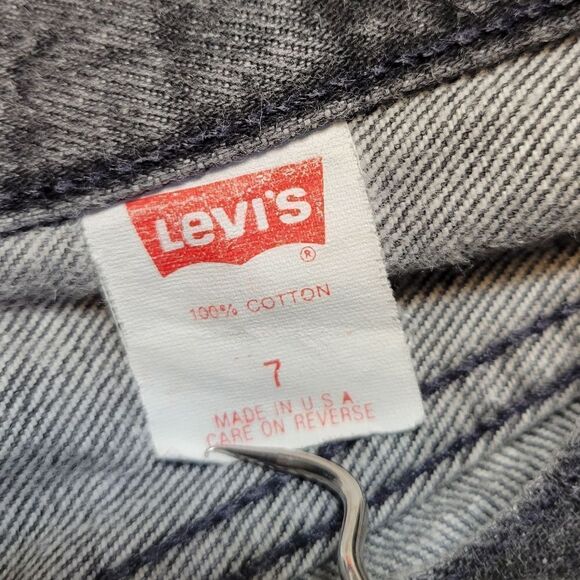 Levi's
®
100% COTTON
7
MADE IN U S A
CARE ON REVERSE